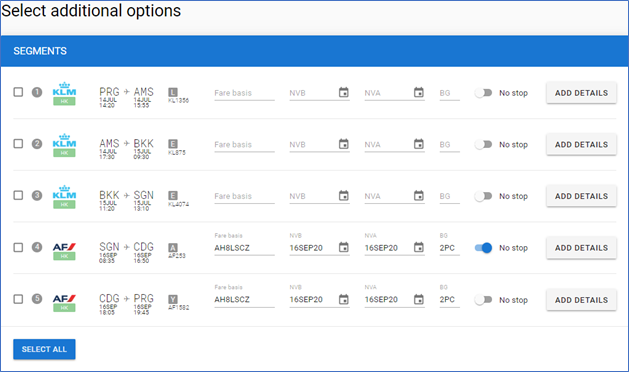 Select additional options
SEGMENTS
1 KLM HK PRG → AMS L Fare basis NVB NVA BG No stop ADD DETAILS
14JUL 14JUL KL1356
14:20 15:55
2 KLM HK AMS → BKK E Fare basis NVB NVA BG No stop ADD DETAILS
14JUL 15JUL KL875
17:30 09:30
3 KLM HK BKK → SGN E Fare basis NVB NVA BG No stop ADD DETAILS
15JUL 15JUL KL4074
11:20 13:10
Fare basis NVB NVA BG
4 AF HK SGN → CDG A AH8LSCZ 16SEP20 16SEP20 2PC No stop ADD DETAILS
16SEP 16SEP AF253
08:35 16:50
Fare basis NVB NVA BG
5 AF HK CDG → PRG Y AH8LSCZ 16SEP20 16SEP20 2PC No stop ADD DETAILS
16SEP 16SEP AF1582
18:05 19:45
SELECT ALL